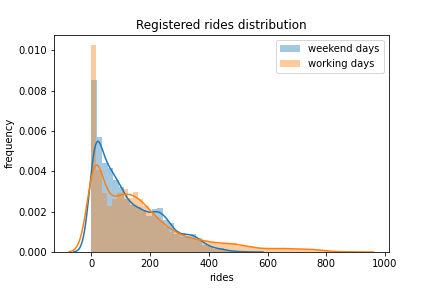 Registered rides distribution
weekend days
working days
0.010
0.008
0.006
0.004
0.002
0.000
frequency
0 200 400 600 800 1000
rides